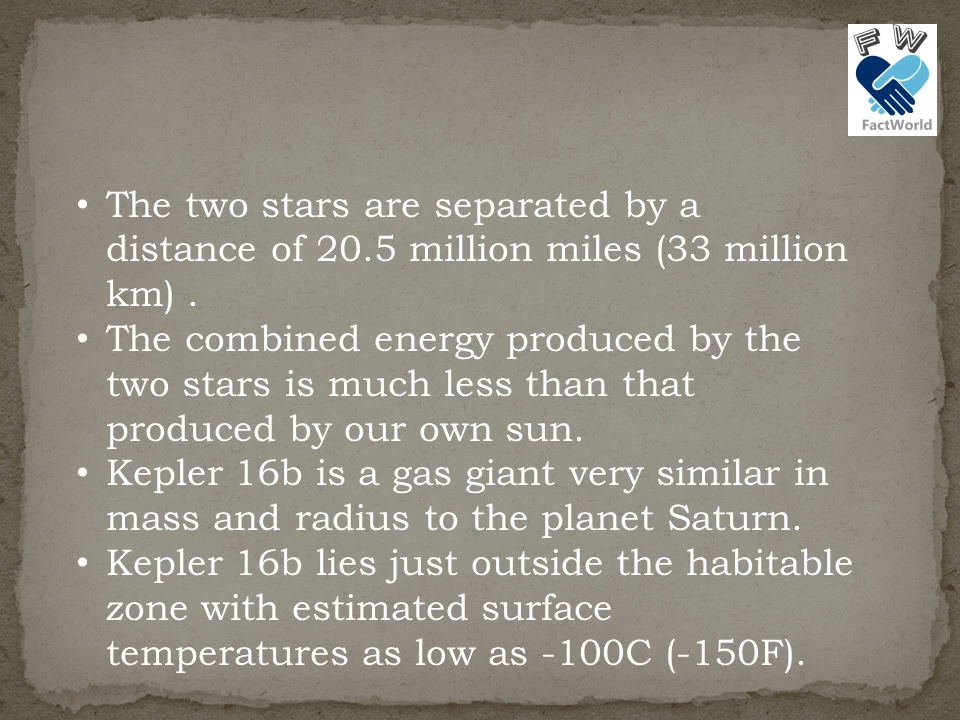 F W
FactWorld
• The two stars are separated by a
distance of 20.5 million miles (33 million
km) .
• The combined energy produced by the
two stars is much less than that
produced by our own sun.
• Kepler 16b is a gas giant very similar in
mass and radius to the planet Saturn.
• Kepler 16b lies just outside the habitable
zone with estimated surface
temperatures as low as -100C (-150F).